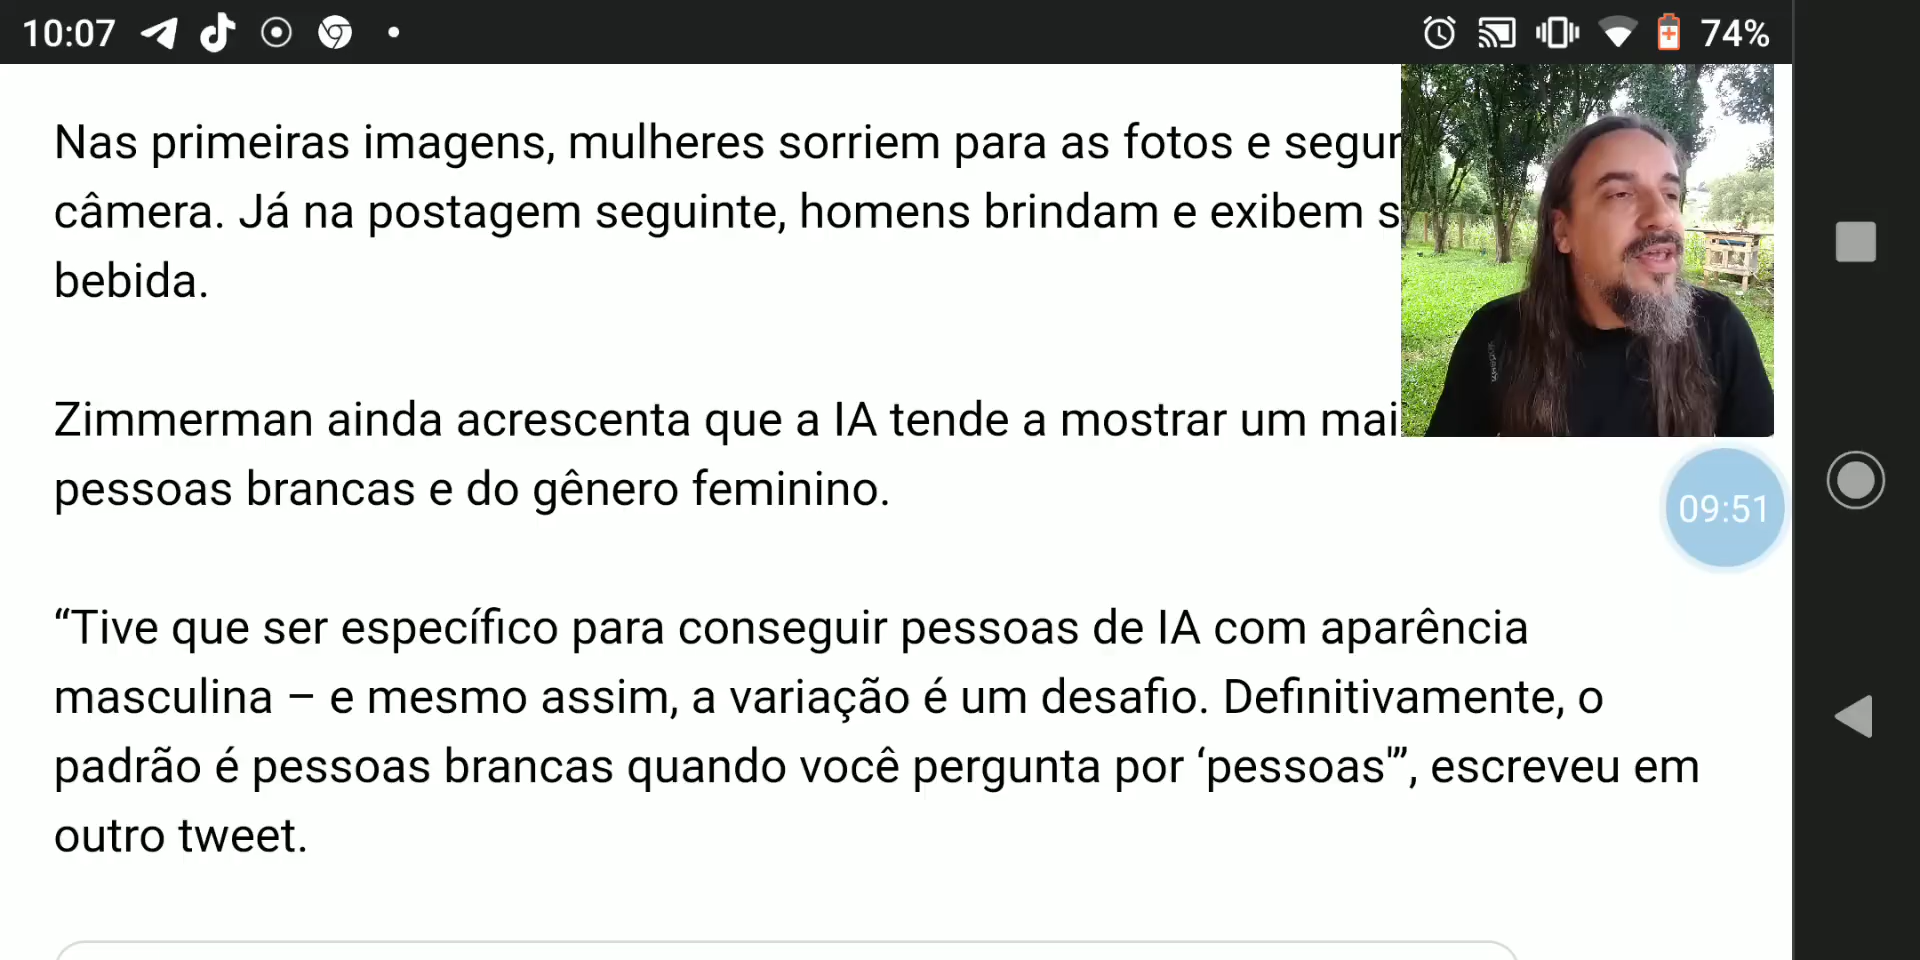 10:07
74%
Nas primeiras imagens, mulheres sorriem para as fotos e
câmera. Já na postagem seguinte, homens brindam e exibem
bebida.
Zimmerman ainda acrescenta que a IA tende a mostrar um
pessoas brancas e do gênero feminino.
09:51
“Tive que ser específico para conseguir pessoas de IA com aparência
masculina – e mesmo assim, a variação é um desafio. Definitivamente, o
padrão é pessoas brancas quando você pergunta por ‘pessoas'”, escreveu em
outro tweet.